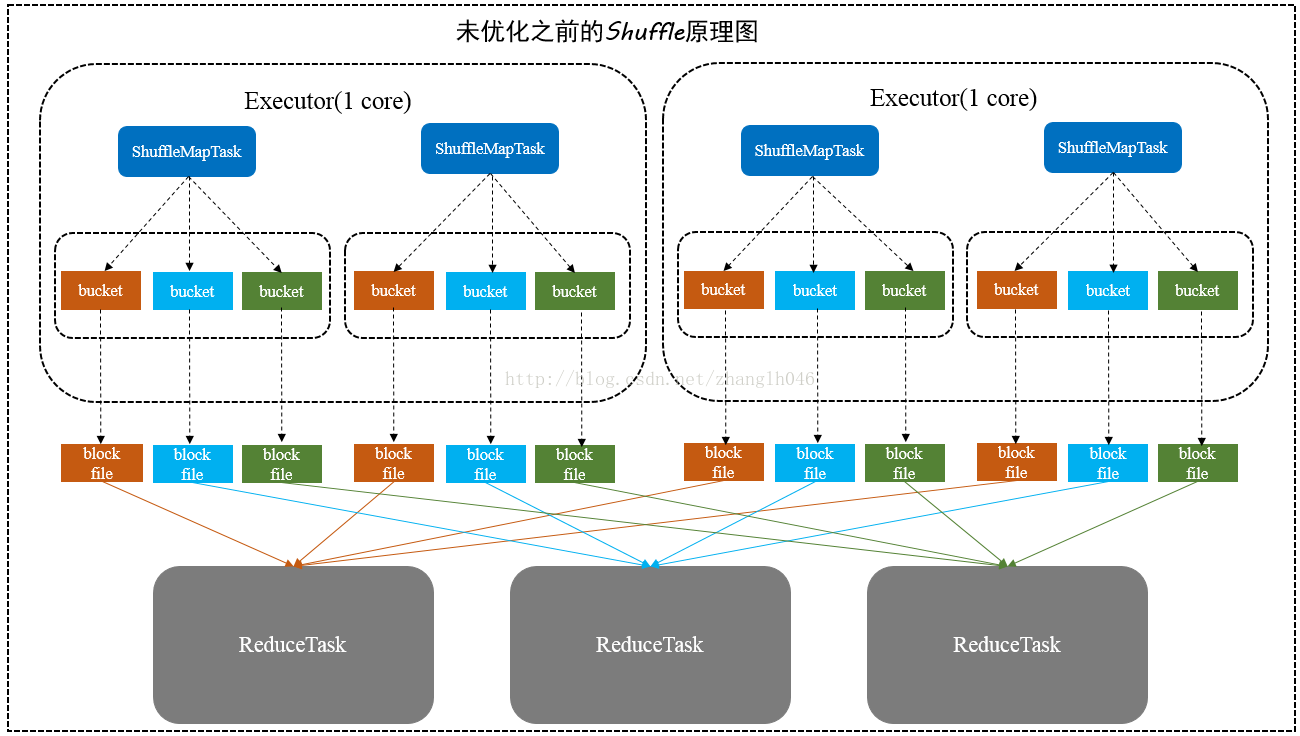 未优化之前的Shuffle原理图
Executor(1 core)
Executor(1 core)
ShuffleMapTask
ShuffleMapTask
ShuffleMapTask
ShuffleMapTask
bucket
bucket
bucket
bucket
bucket
bucket
bucket
bucket
bucket
bucket
bucket
bucket
http://blog.csdn.net/zhanglh046
block
file
block
file
block
file
block
file
block
file
block
file
block
file
block
file
block
file
block
file
block
file
block
file
ReduceTask
ReduceTask
ReduceTask